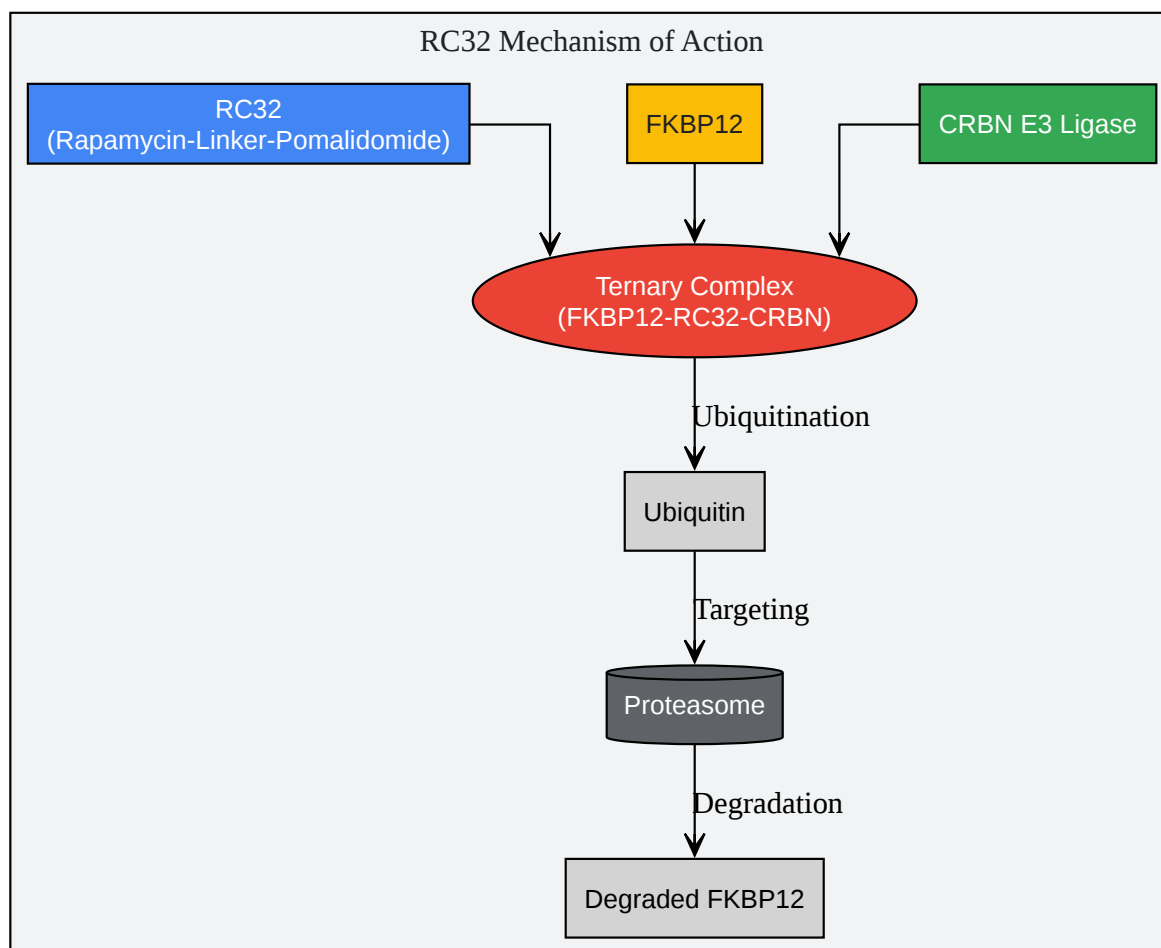 RC32 Mechanism of Action
RC32
(Rapamycin-Linker-Pomalidomide)
FKBP12
CRBN E3 Ligase
Ternary Complex
(FKBP12-RC32-CRBN)
Ubiquitination
Ubiquitin
Targeting
Proteasome
Degradation
Degraded FKBP12